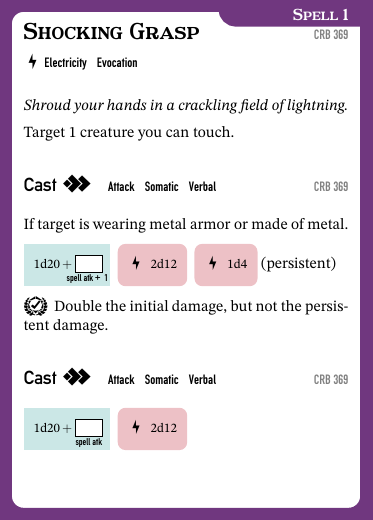 Spell 1
Shocking Grasp
CRB 369
Electricity Evocation
Shroud your hands in a crackling field of lightning.
Target 1 creature you can touch.
Cast Attack Somatic Verbal CRB 369
If target is wearing metal armor or made of metal.
1d20 + spell atk + 1 2d12 1d4 (persistent)
Double the initial damage, but not the persis-
tent damage.
Cast Attack Somatic Verbal CRB 369
1d20 + spell atk 2d12